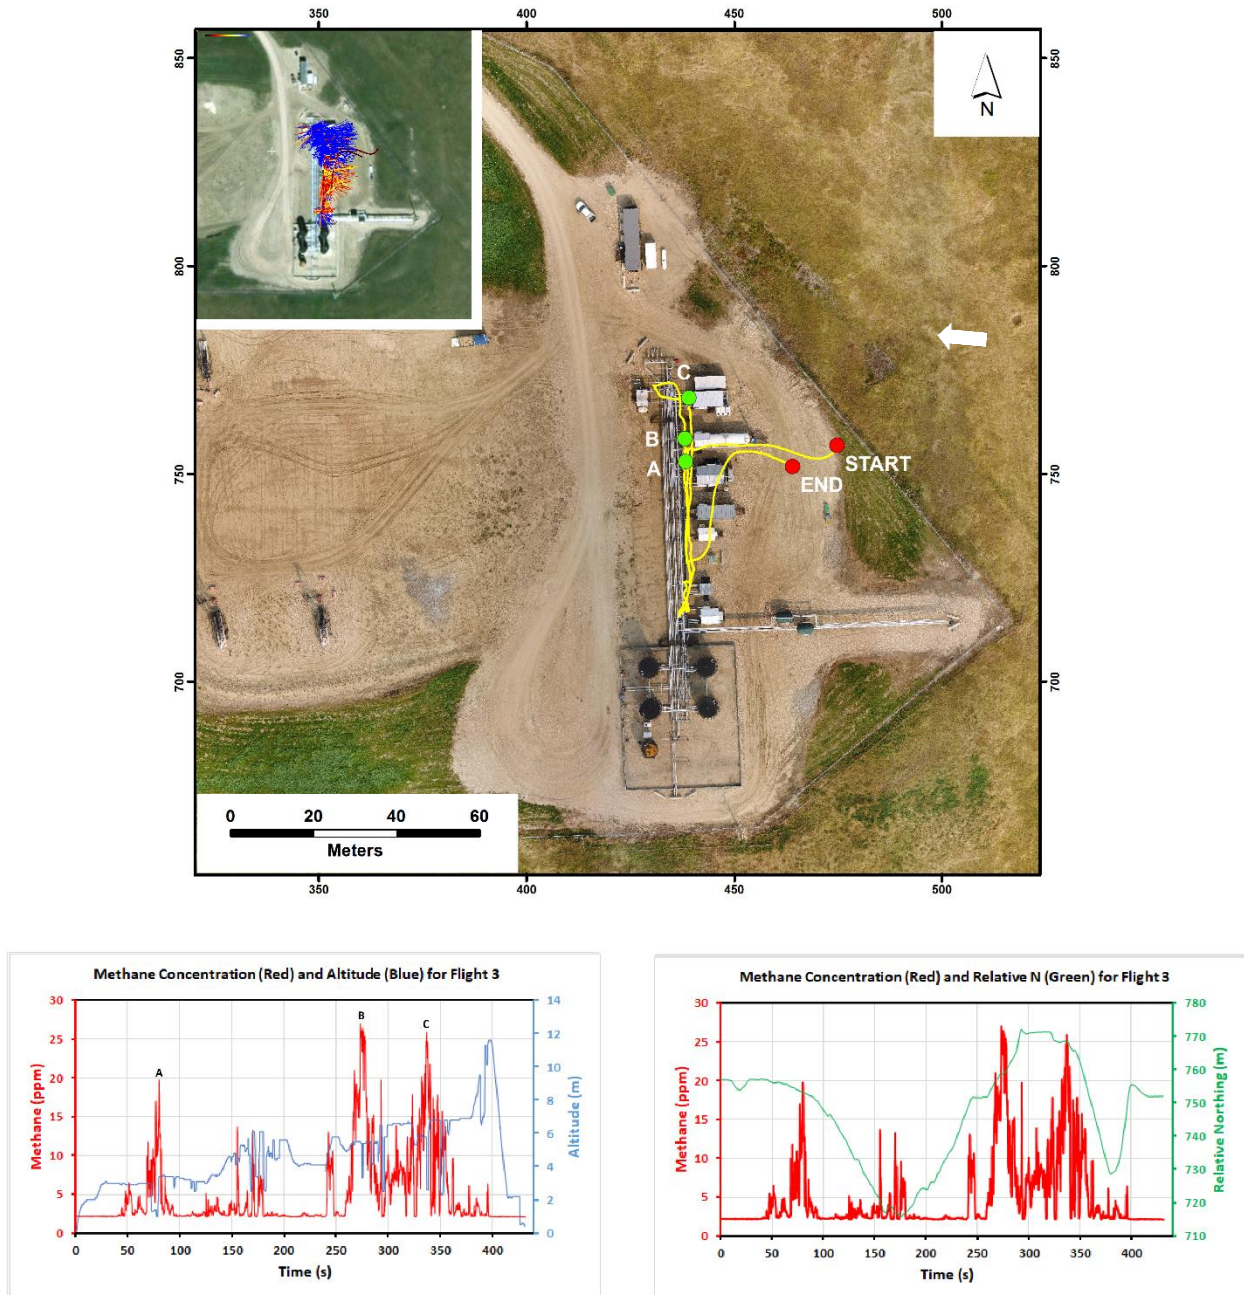 350
400
450
500
850
850
N
800
800
C
B
A
START
END
750
750
700
700
0 20 40 60
Meters
350
400
450
500
Methane Concentration (Red) and Altitude (Blue) for Flight 3
30
25
20
15
10
5
0
Methane (ppm)
A
B
C
14
12
10
8
6
4
2
0
Altitude (m)
0 50 100 150 200 250 300 350 400
Time (s)
Methane Concentration (Red) and Relative N (Green) for Flight 3
30
25
20
15
10
5
0
Methane (ppm)
780
770
760
750
740
730
720
710
Relative Northing (m)
0 50 100 150 200 250 300 350 400
Time (s)